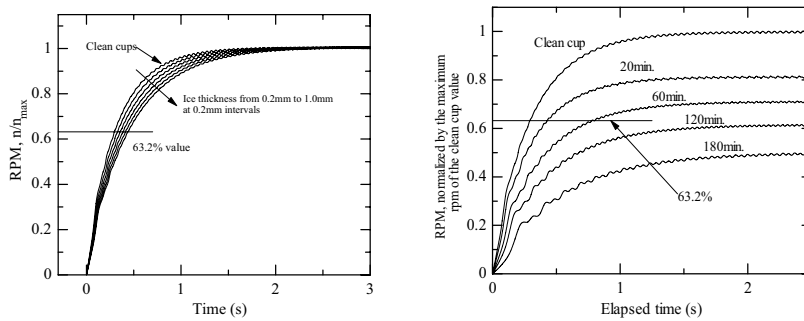 RPM, n/nmax
1
0.8
0.6
0.4
0.2
0
Clean cups
Ice thickness from 0.2mm to 1.0mm
at 0.2mm intervals
63.2% value
0
1
2
3
Time (s)
RPM, normalized by the maximum
rpm of the clean cup value
1
0.8
0.6
0.4
0.2
0
Clean cup
20min.
60min.
120min.
180min.
63.2%
0
1
2
Elapsed time (s)